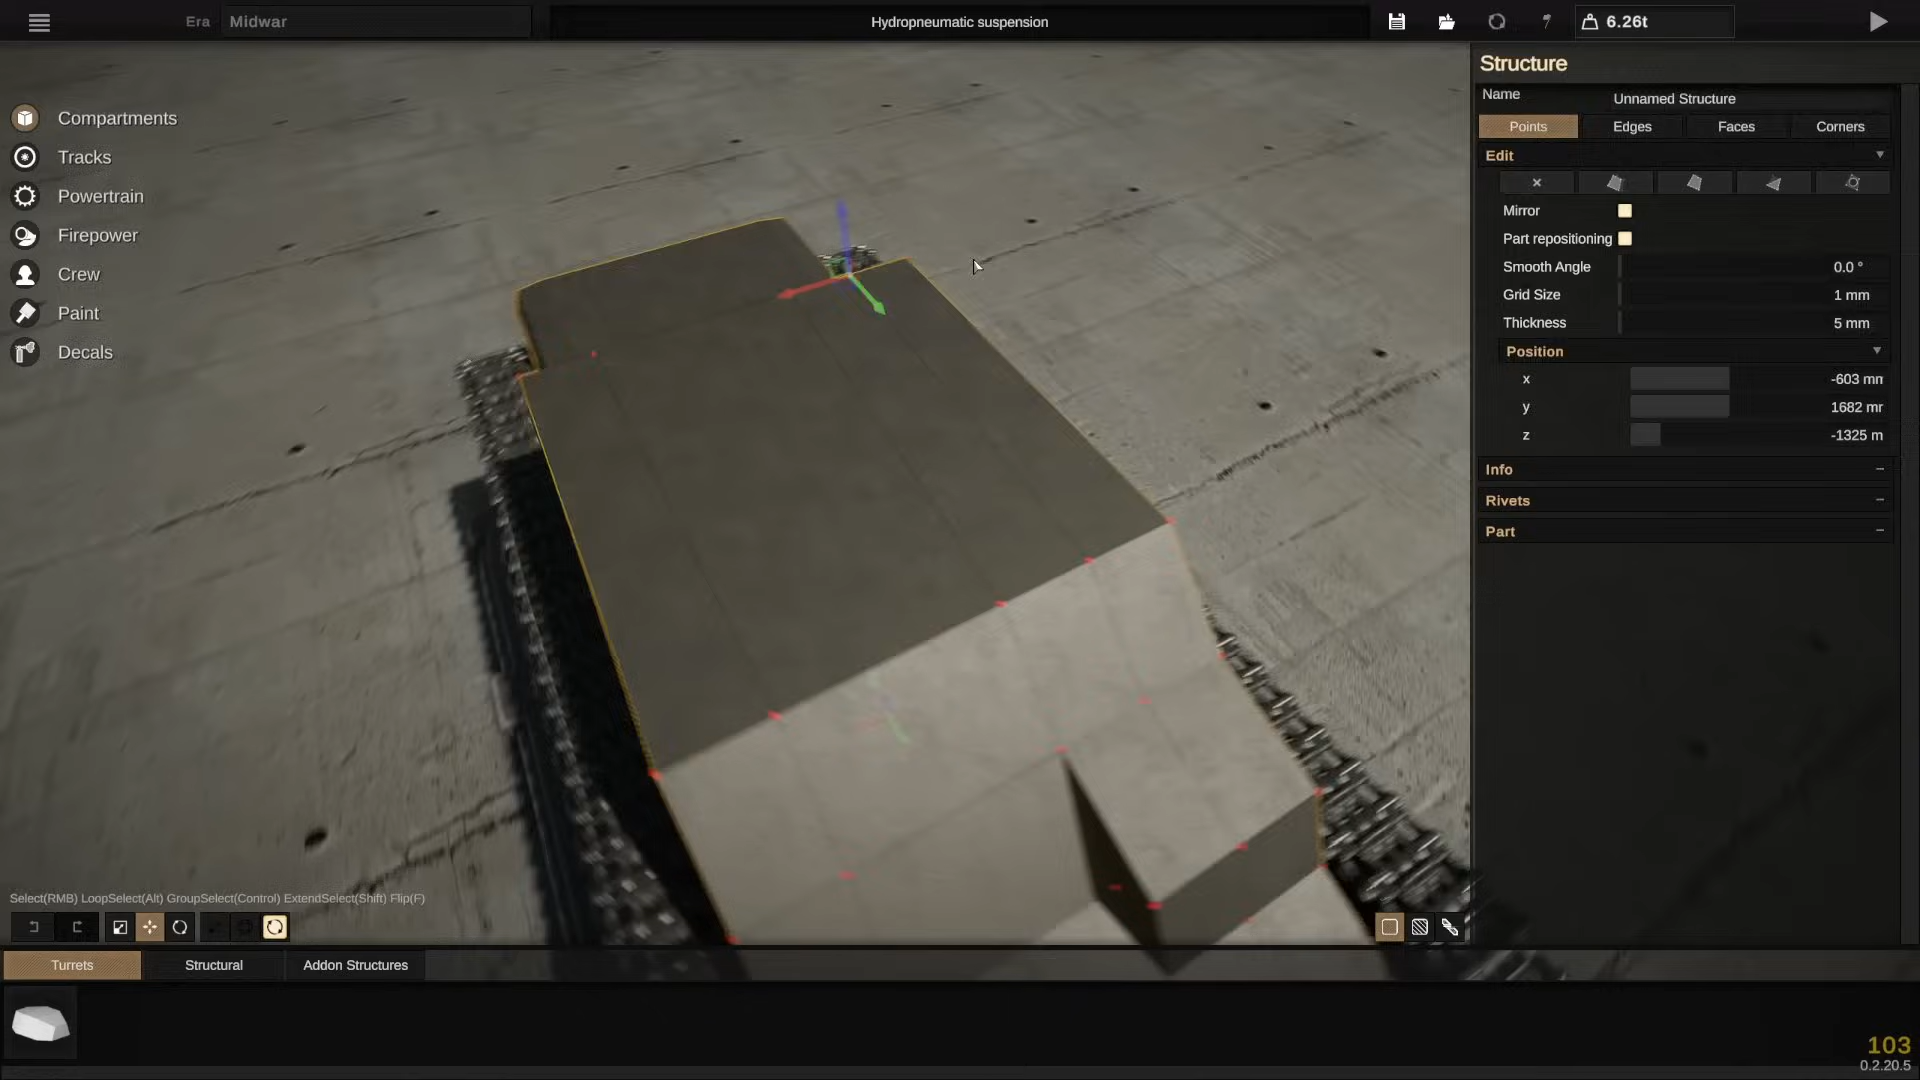 Era
Midwar
Hydropneumatic suspension
6.26t
Compartments
Tracks
Powertrain
Firepower
Crew
Paint
Decals
Structure
Name
Unnamed Structure
Points
Edges
Faces
Corners
Edit
Mirror
Part repositioning
Smooth Angle
0.0 °
Grid Size
1 mm
Thickness
5 mm
Position
x
-603 mm
y
1682 mr
z
-1325 m
Info
Rivets
Part
Select(RMB) LoopSelect(Alt) GroupSelect(Control) ExtendSelect(Shift) Flip(F)
Turrets
Structural
Addon Structures
103
0.2.20.5